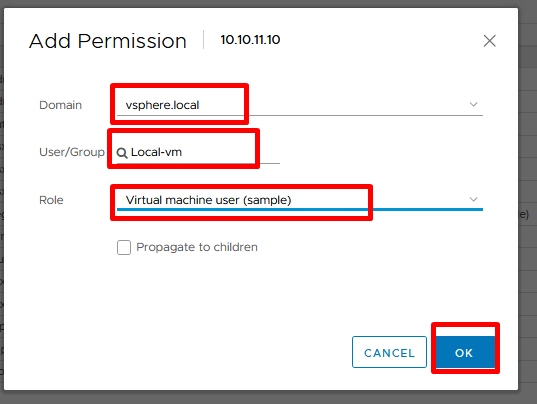 Add Permission 10.10.11.10
Domain vsphere.local
User/Group Local-vm
Role Virtual machine user (sample)
Propagate to children
CANCEL OK